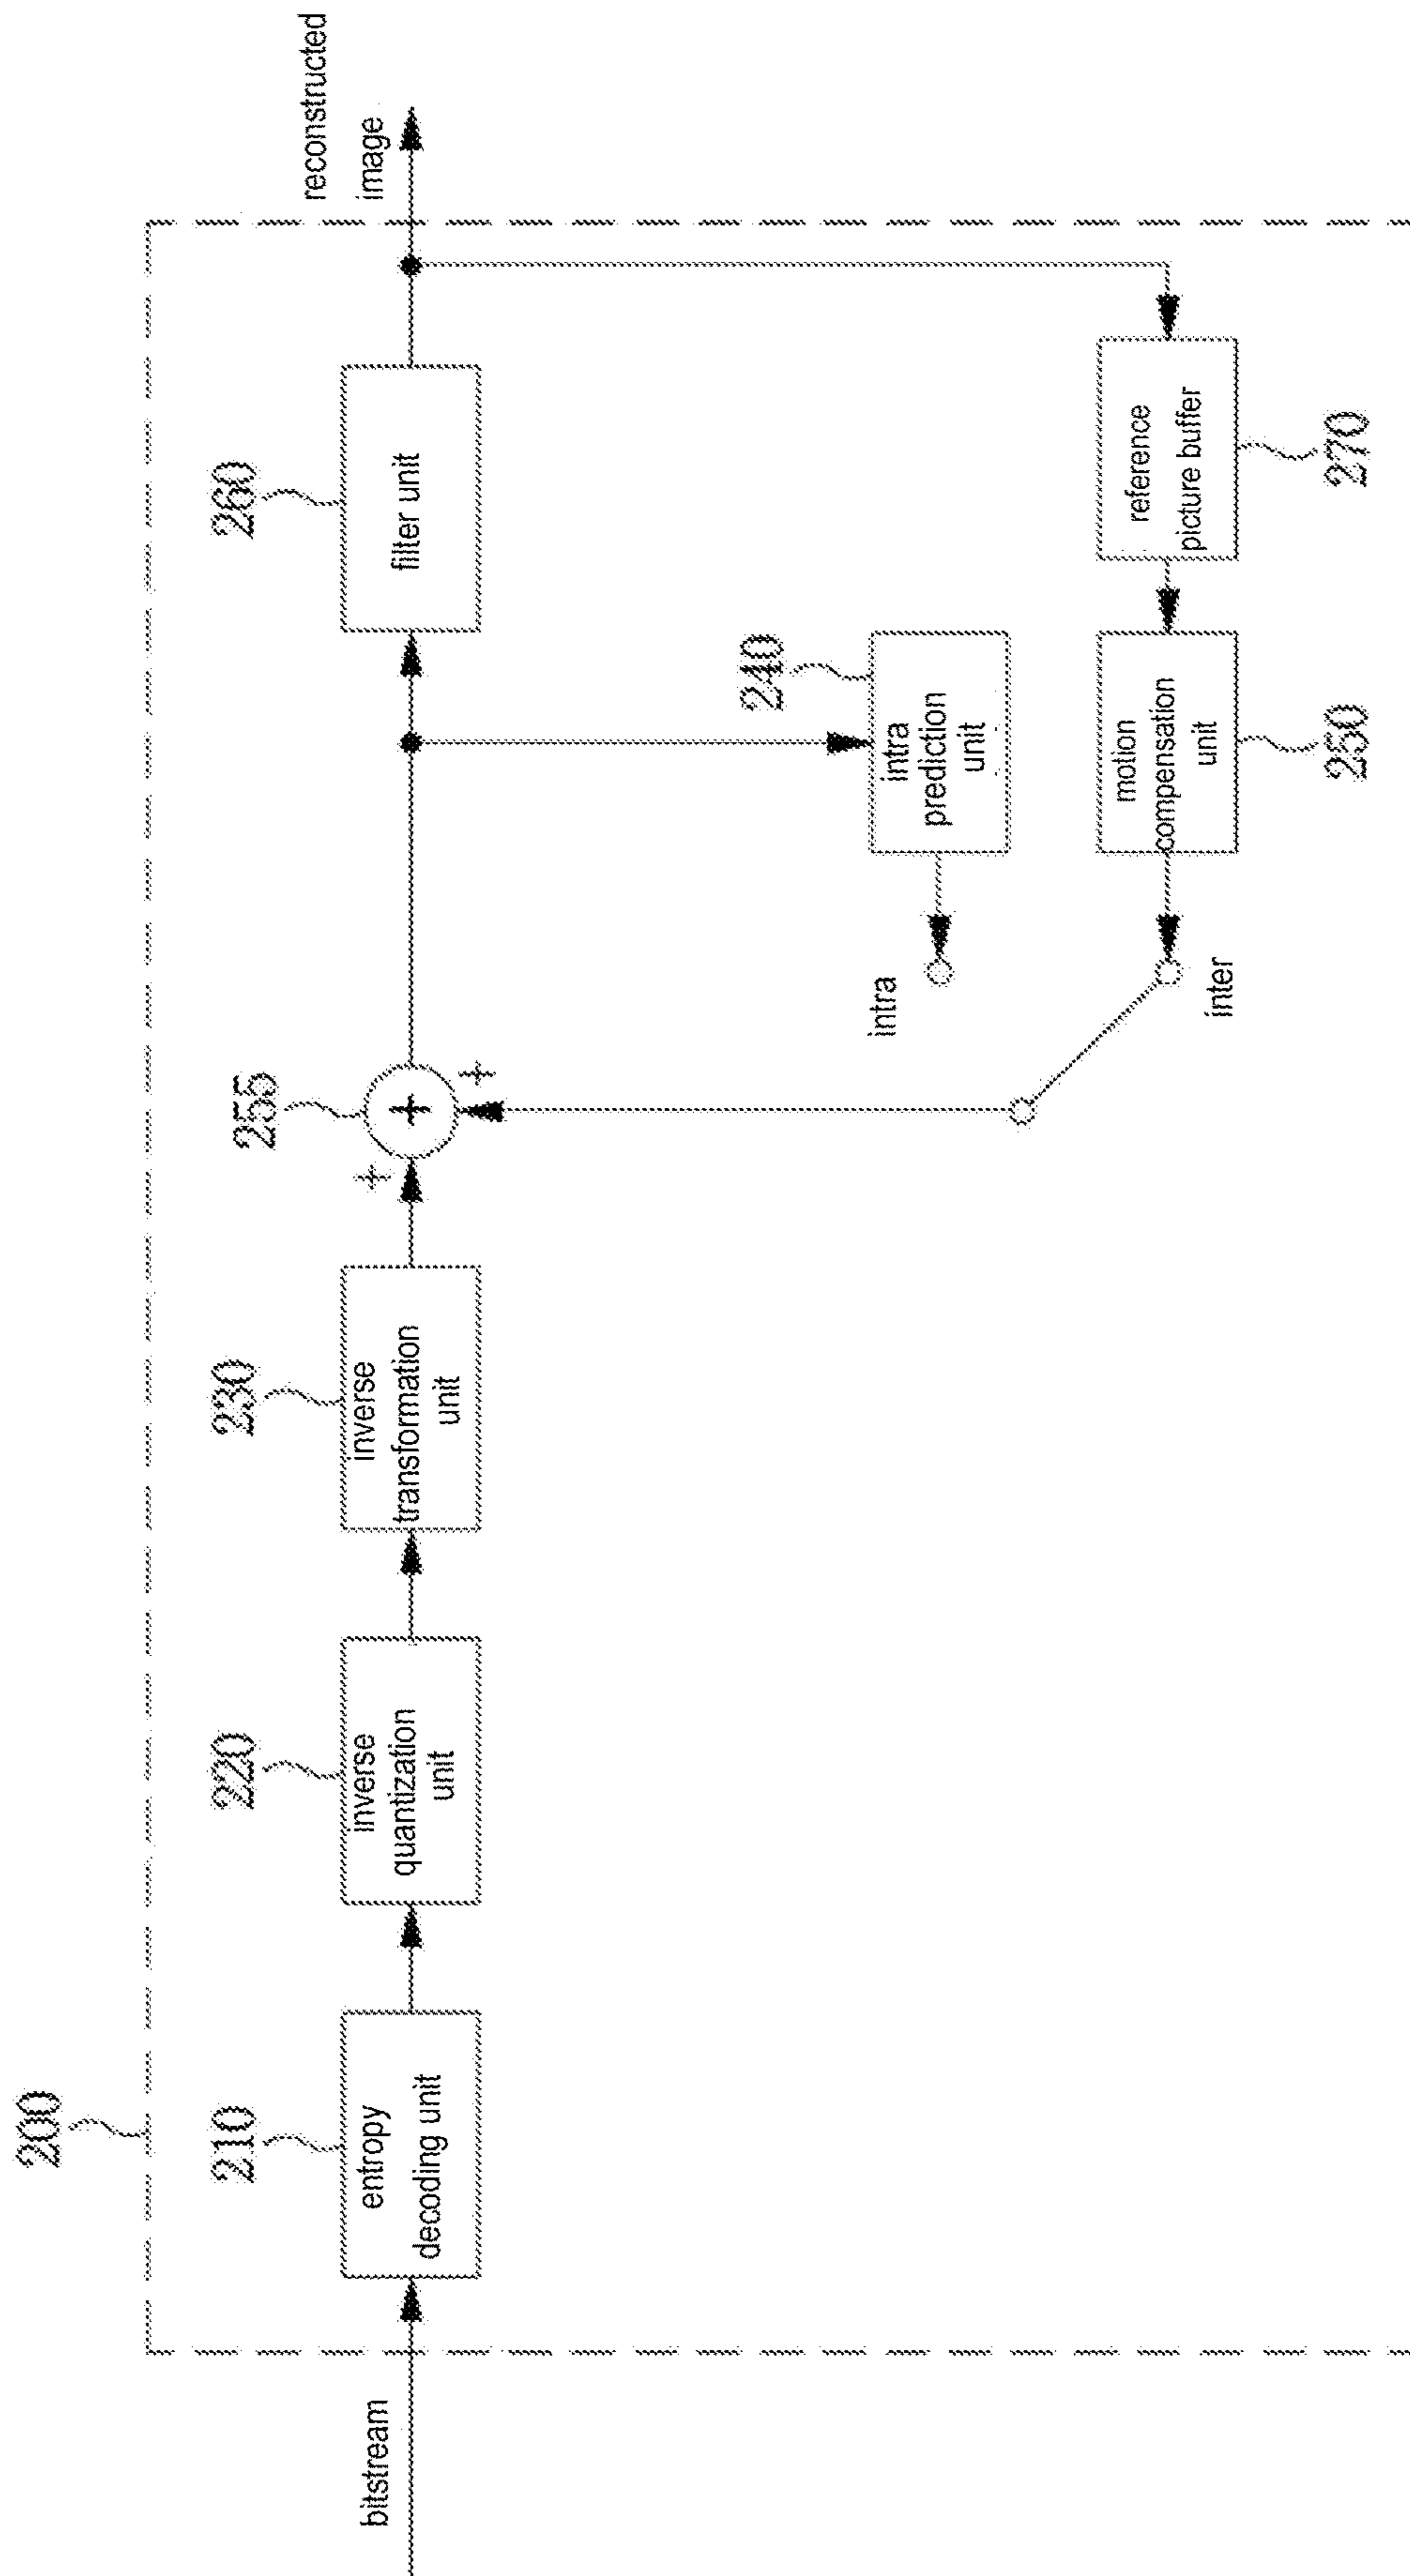 200
bitstream
210
entropy
decoding unit
220
inverse
quantization
unit
230
inverse
transformation
unit
255
+
+
+
260
filter unit
reconstructed
image
240
intra
prediction
unit
intra
inter
motion
compensation
unit
250
reference
picture buffer
270